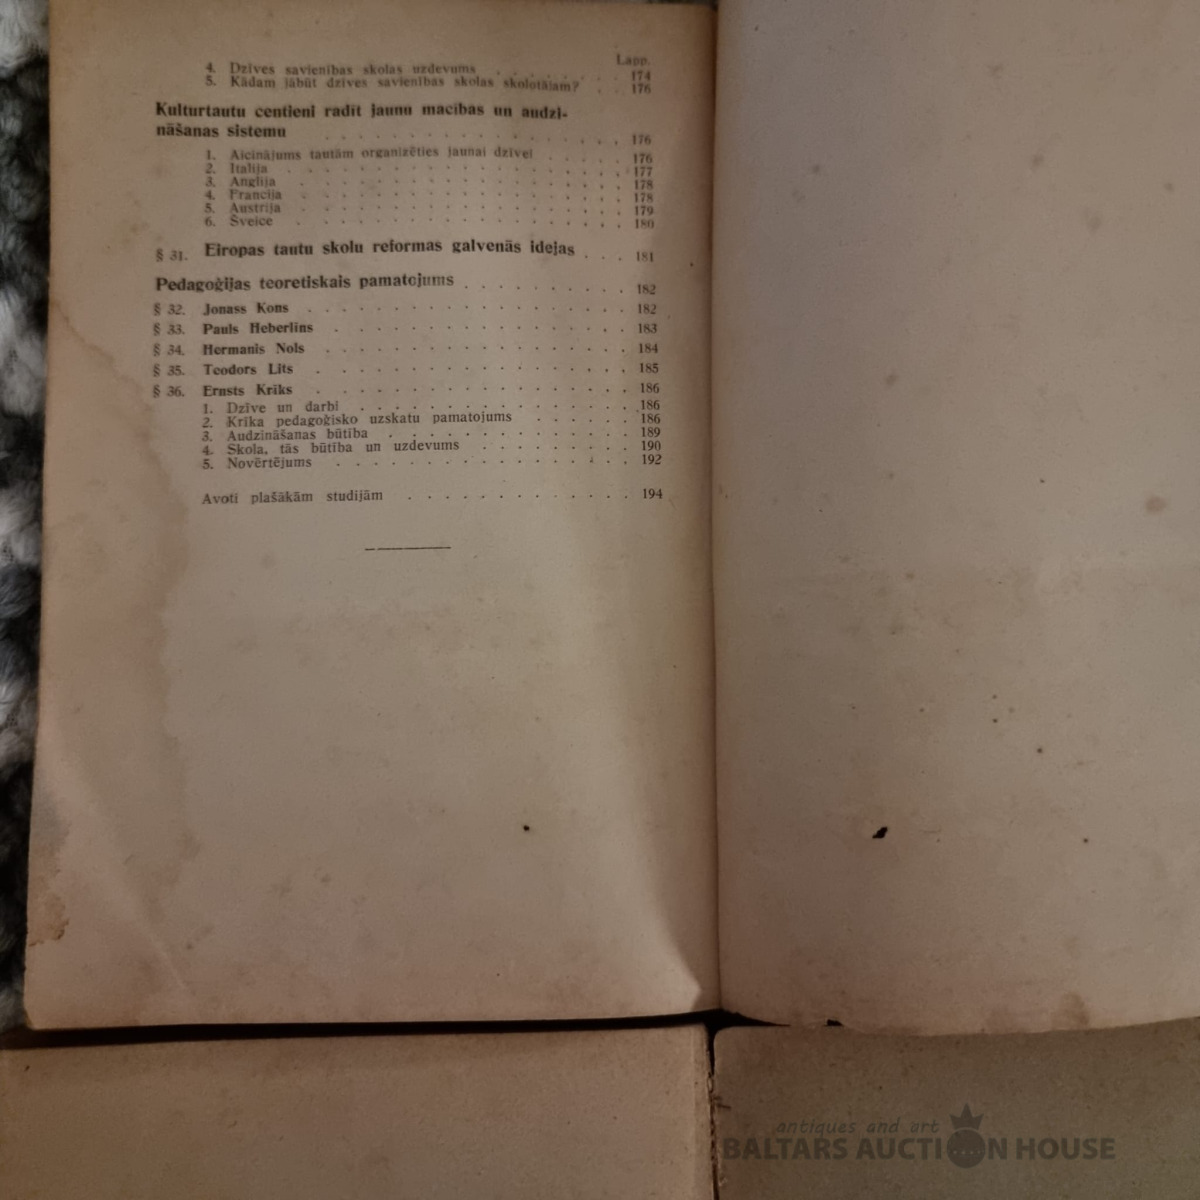 Lapp.
4. Dzīves savienības skolas uzdevums . . . . . . 174
5. Kādam jābūt dzīves savienības skolas skolotājam? . . 176
Kulturtautu centieni radīt jaunu mācības un audzi-
nāšanas sistemu . . . . . . . . . . . . . . . 176
1. Aicinājums tautām organizēties jaunai dzīvei . . . . . 176
2. Italija . . . . . . . . . . . . . . . . 177
3. Anglija . . . . . . . . . . . . . . . . 178
4. Francija . . . . . . . . . . . . . . . . 178
5. Austrija . . . . . . . . . . . . . . . . 179
6. Šveice . . . . . . . . . . . . . . . . 180
§ 31. Eiropas tautu skolu reformas galvenās idejas . . . 181
Pedagoģijas teoretiskais pamatojums . . . . . . . . . 182
§ 32. Jonass Kons . . . . . . . . . . . . . . . . 182
§ 33. Pauls Heberlins . . . . . . . . . . . . . . . 183
§ 34. Hermanis Nols . . . . . . . . . . . . . . . . 184
§ 35. Teodors Lits . . . . . . . . . . . . . . . . 185
§ 36. Ernsts Krīks . . . . . . . . . . . . . . . . 186
1. Dzīve un darbi . . . . . . . . . . . . . . 186
2. Krīka pedagoģisko uzskatu pamatojums . . . . . . 186
3. Audzināšanas būtība . . . . . . . . . . . . . 189
4. Skola, tās būtība un uzdevums . . . . . . . . 190
5. Novērtējums . . . . . . . . . . . . . . . . 192
Avoti plašākām studijām . . . . . . . . . . . . 194
antiques and art
BALTARS AUCTION HOUSE